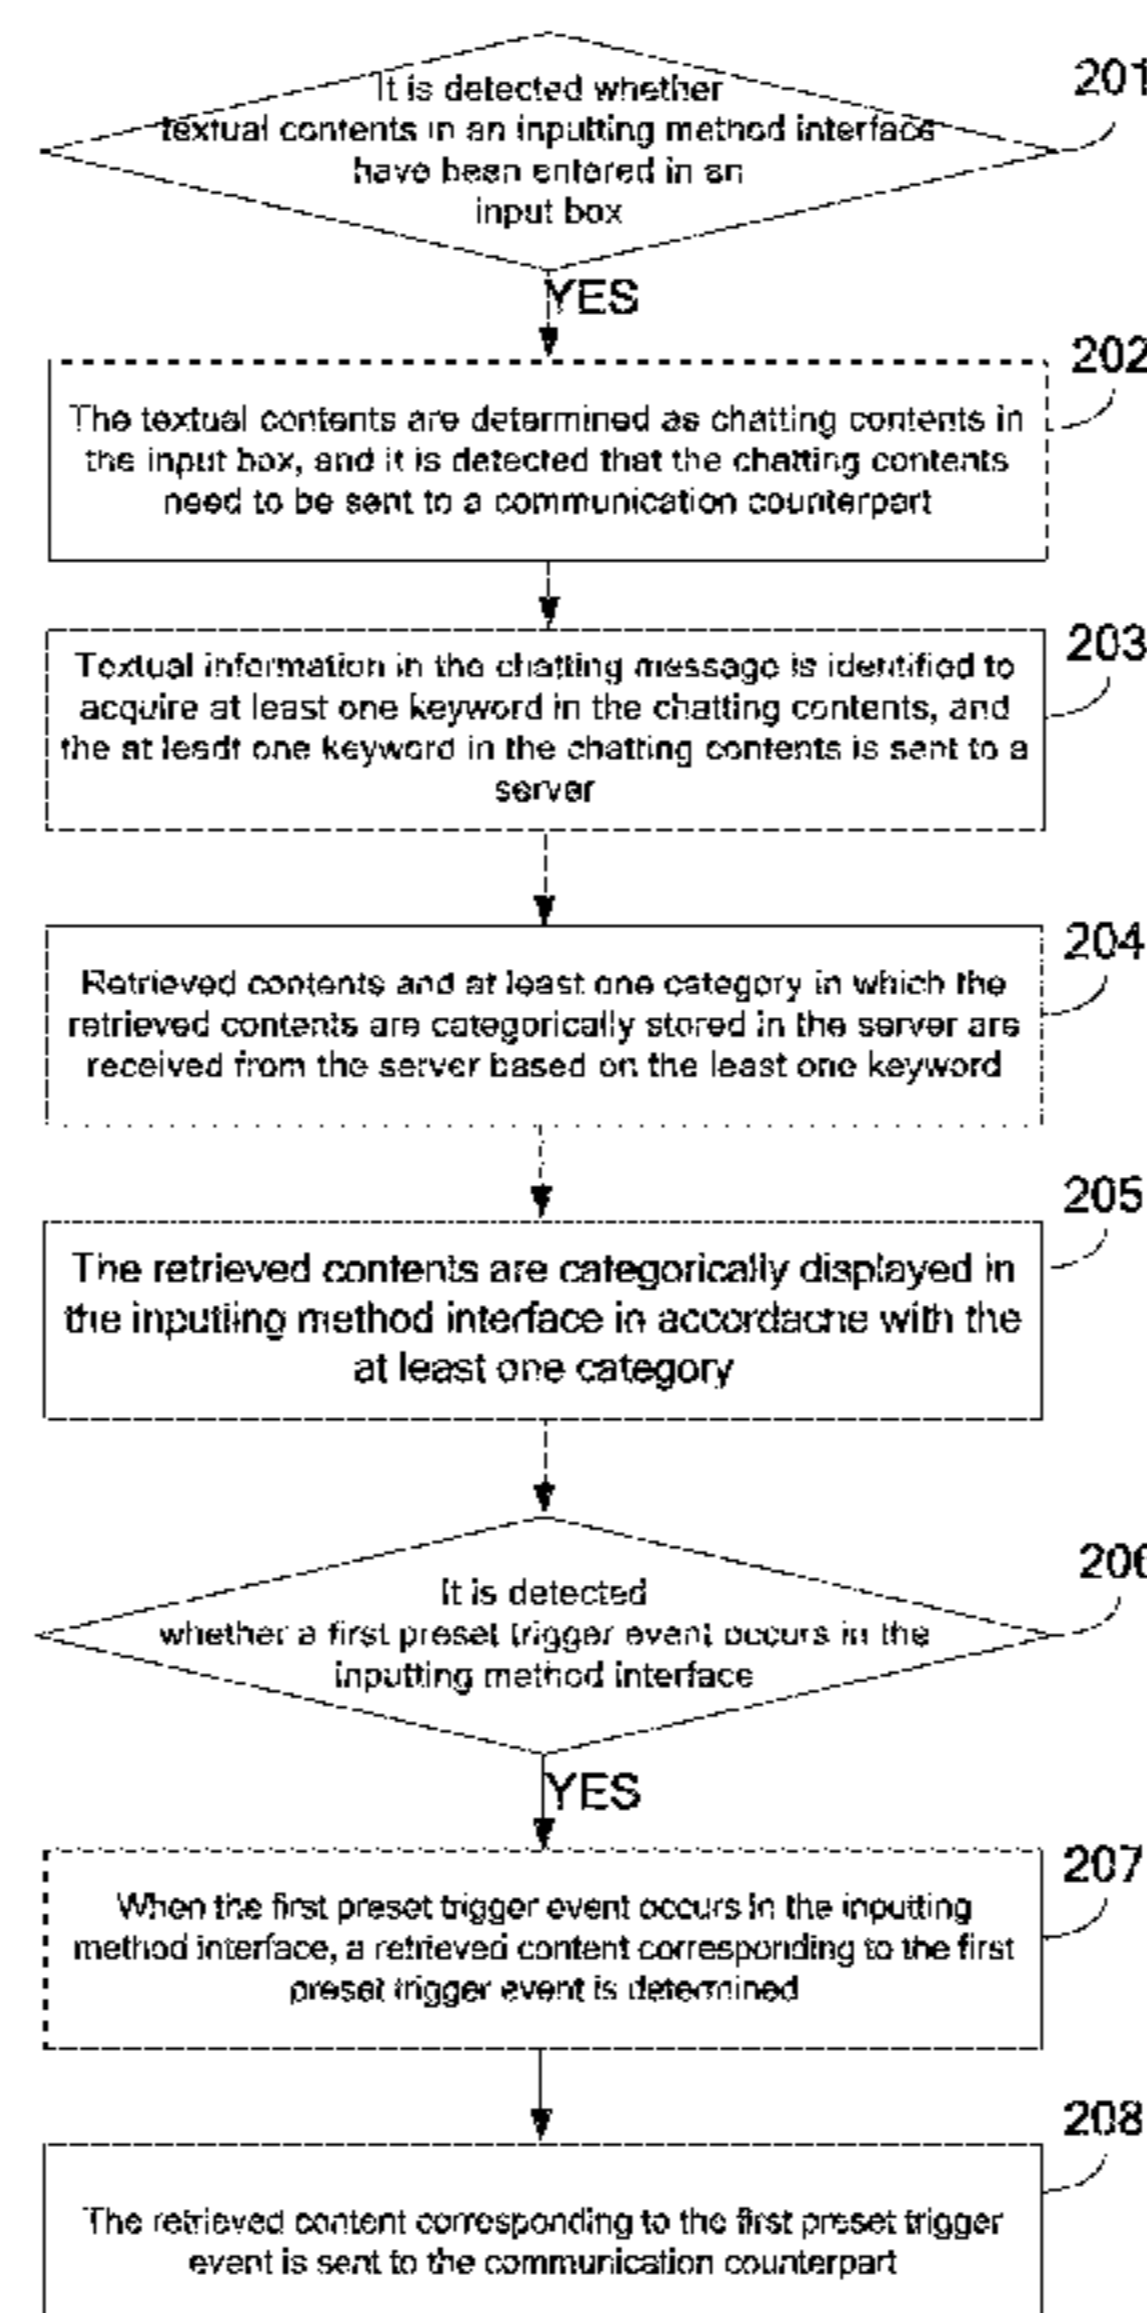 It is detected whether
textual contents in an inputting method interface
have been entered in an
input box
201
YES
202
The textual contents are determined as chatting contents in
the input box, and it is detected that the chatting contents
need to be sent to a communication counterpart
203
Textual information in the chatting message is identified to
acquire at least one keyword in the chatting contents, and
the at leadt one keyword in the chatting contents is sent to a
server
204
Retrieved contents and at least one category in which the
retrieved contents are categorically stored in the server are
received from the server based on the least one keyword
205
The retrieved contents are categorically displayed in
the inputting method interface in accordacne with the
at least one category
206
It is detected
whether a first preset trigger event occurs in the
inputting method interface
YES
207
When the first preset trigger event occurs in the inputting
method interface, a retrieved content corresponding to the first
preset trigger event is determined
208
The retrieved content corresponding to the first preset trigger
event is sent to the communication counterpart